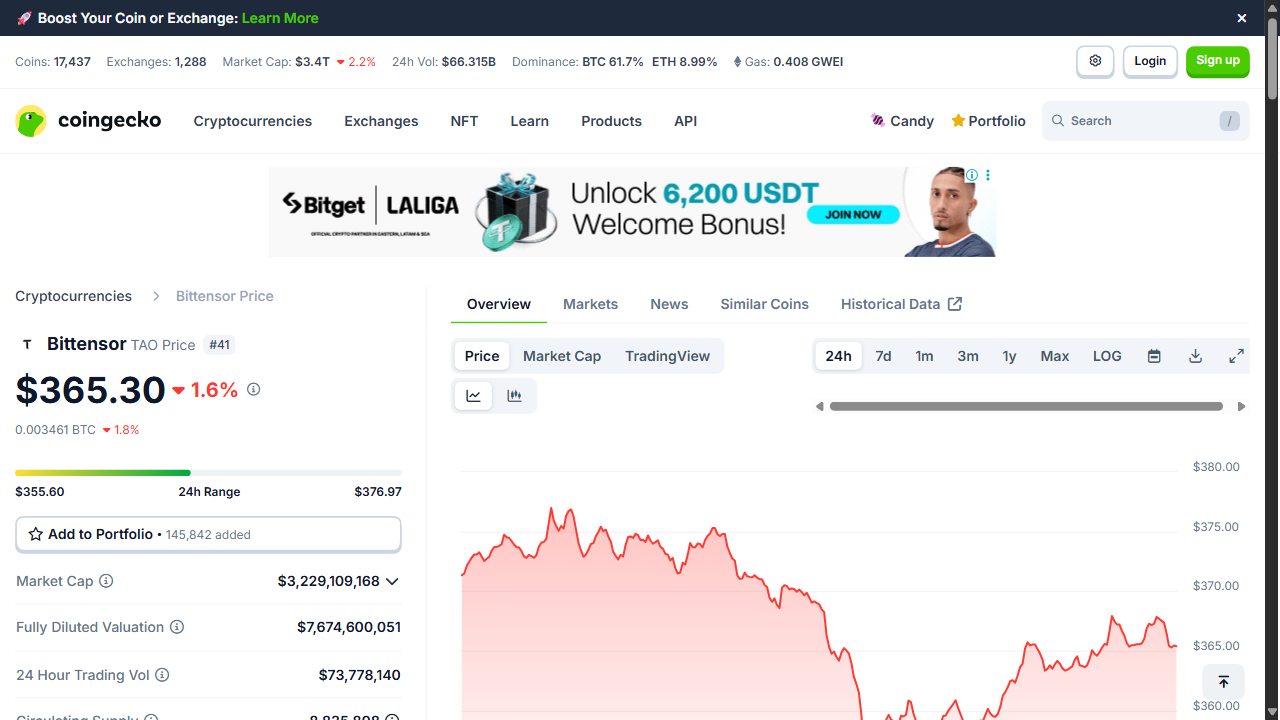 🚀 Boost Your Coin or Exchange: Learn More
Coins: 17,437 Exchanges: 1,288 Market Cap: $3.4T 2.2% 24h Vol: $66.315B Dominance: BTC 61.7% ETH 8.99% Gas: 0.408 GWEI
Login
Sign up
coingecko
Cryptocurrencies Exchanges NFT Learn Products API
Candy Portfolio
Search /
Bitget LALIGA
OFFICIAL CRYPTO PARTNER IN EASTERN, LATAM & SEA
Unlock 6,200 USDT
Welcome Bonus!
JOIN NOW
Cryptocurrencies Bittensor Price
T Bittensor TAO Price #41
$365.30 1.6%
0.003461 BTC 1.8%
$355.60 24h Range $376.97
Add to Portfolio • 145,842 added
Market Cap $3,229,109,168
Fully Diluted Valuation $7,674,600,051
24 Hour Trading Vol $73,778,140
Circulating Supply 8,835,808
Overview Markets News Similar Coins Historical Data
Price Market Cap TradingView
24h 7d 1m 3m 1y Max LOG
$380.00
$375.00
$370.00
$365.00
$360.00